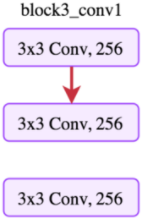 block3_conv1
3x3 Conv, 256
3x3 Conv, 256
3x3 Conv, 256